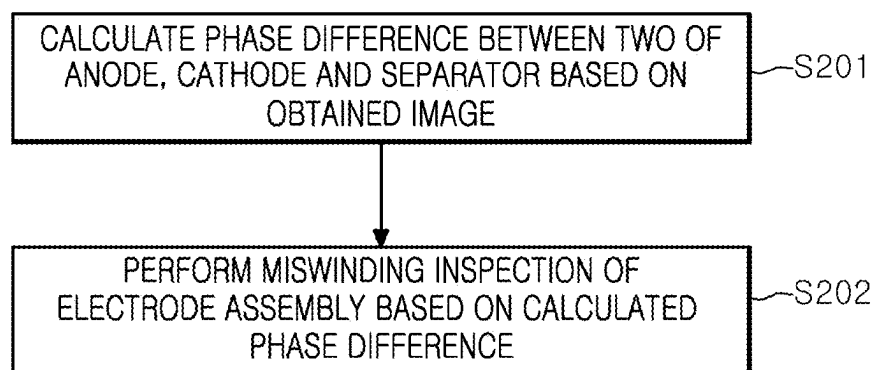 CALCULATE PHASE DIFFERENCE BETWEEN TWO OF
ANODE, CATHODE AND SEPARATOR BASED ON
OBTAINED IMAGE
S201
PERFORM MISWINDING INSPECTION OF
ELECTRODE ASSEMBLY BASED ON CALCULATED
PHASE DIFFERENCE
S202